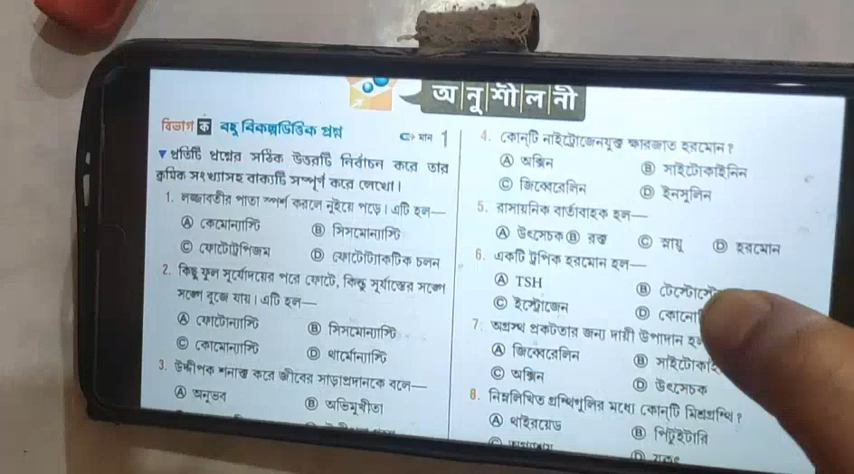 অনুশীলনী
বিভাগ ক বহু বিকল্পভিত্তিক প্রশ্ন মান 1
▼ প্রতিটি প্রশ্নের সঠিক উত্তরটি নির্বাচন করে তার
ক্রমিক সংখ্যাসহ বাক্যটি সম্পূর্ণ করে লেখো।
1. লজ্জাবতীর পাতা স্পর্শ করলে নুইয়ে পড়ে। এটি হল—
Ⓐ কেমোন্যাস্টি Ⓑ সিসমোন্যাস্টি
Ⓒ ফোটোট্রপিজম Ⓓ ফোটোট্যাকটিক চলন
2. কিছু ফুল সূর্যোদয়ের পরে ফোটে, কিন্তু সূর্যাস্তের সঙ্গে
সঙ্গে বুজে যায়। এটি হল—
Ⓐ ফোটোন্যাস্টি Ⓑ সিসমোন্যাস্টি
Ⓒ কেমোন্যাস্টি Ⓓ থার্মোন্যাস্টি
3. উদ্দীপক শনাক্ত করে জীবের সাড়াপ্রদানকে বলে—
Ⓐ অনুভব Ⓑ অভিমুখীতা
4. কোন্‌টি নাইট্রোজেনযুক্ত ক্ষারজাত হরমোন?
Ⓐ অক্সিন Ⓑ সাইটোকাইনিন
Ⓒ জিব্বেরেলিন Ⓓ ইনসুলিন
5. রাসায়নিক বার্তাবাহক হল—
Ⓐ উৎসেচক Ⓑ রক্ত Ⓒ স্নায়ু Ⓓ হরমোন
6. একটি ট্রপিক হরমোন হল—
Ⓐ TSH Ⓑ
Ⓒ ইস্ট্রোজেন Ⓓ
7. অগ্রস্থ প্রকটতার জন্য দায়ী উপাদান
Ⓐ জিব্বেরেলিন Ⓑ
Ⓒ অক্সিন Ⓓ উৎসেচক
8. নিম্নলিখিত গ্রন্থিগুলির মধ্যে কোন্‌টি মিশ্রগ্রন্থি?
Ⓐ থাইরয়েড Ⓑ পিটুইটারি